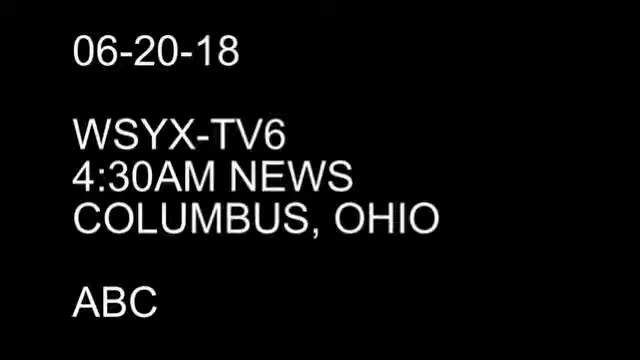 06-20-18
WSYX-TV6
4:30AM NEWS
COLUMBUS, OHIO
ABC